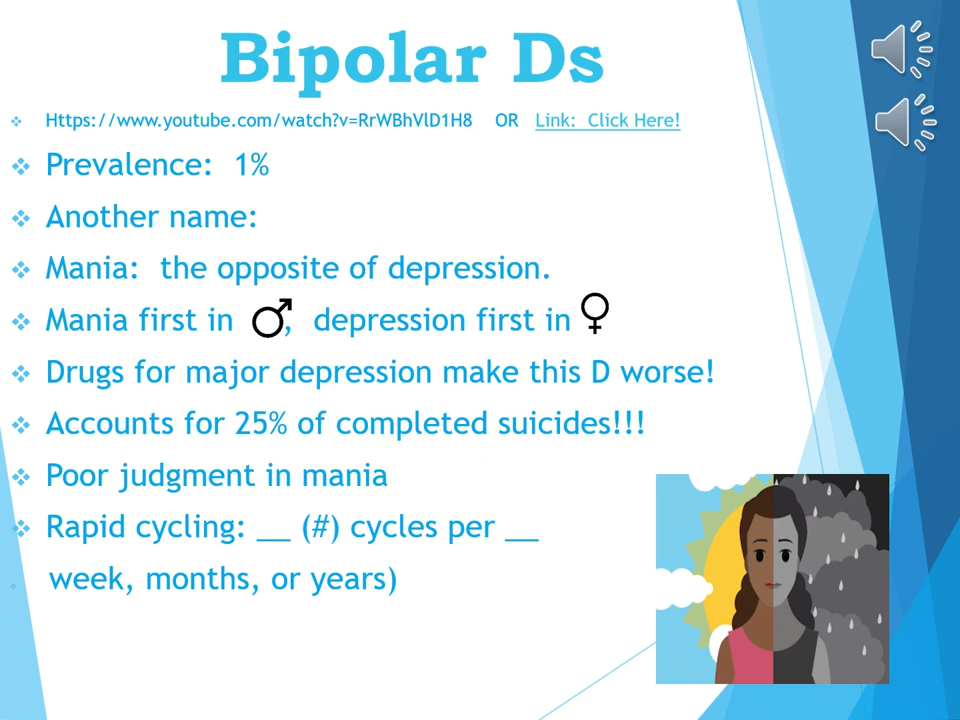 Bipolar Ds
Https://www.youtube.com/watch?v=RrWBhVlD1H8 OR Link: Click Here!
Prevalence: 1%
Another name:
Mania: the opposite of depression.
Mania first in ♂, depression first in ♀
Drugs for major depression make this D worse!
Accounts for 25% of completed suicides!!!
Poor judgment in mania
Rapid cycling: __ (#) cycles per __
week, months, or years)